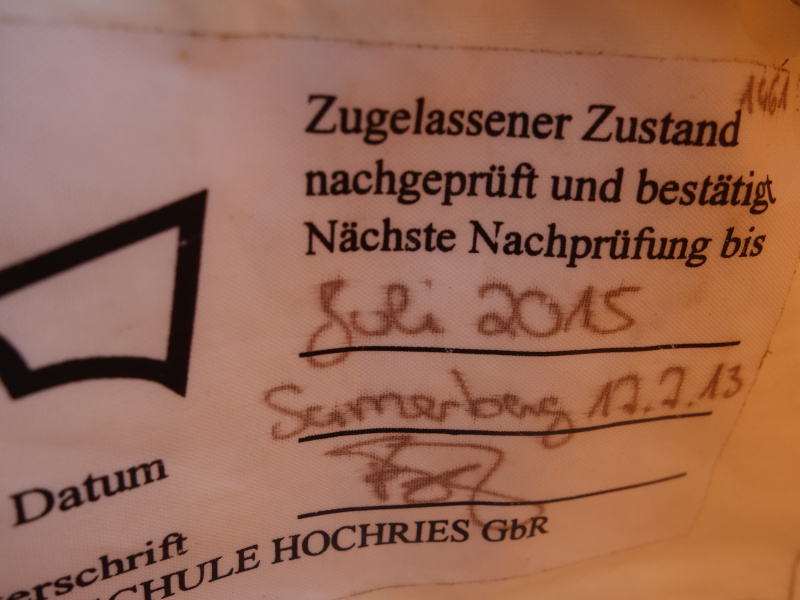 1461
Zugelassener Zustand
nachgeprüft und bestätigt
Nächste Nachprüfung bis
Juli 2015
Samerberg 17.7.13
Datum
erschrift
CHULE HOCHRIES GbR